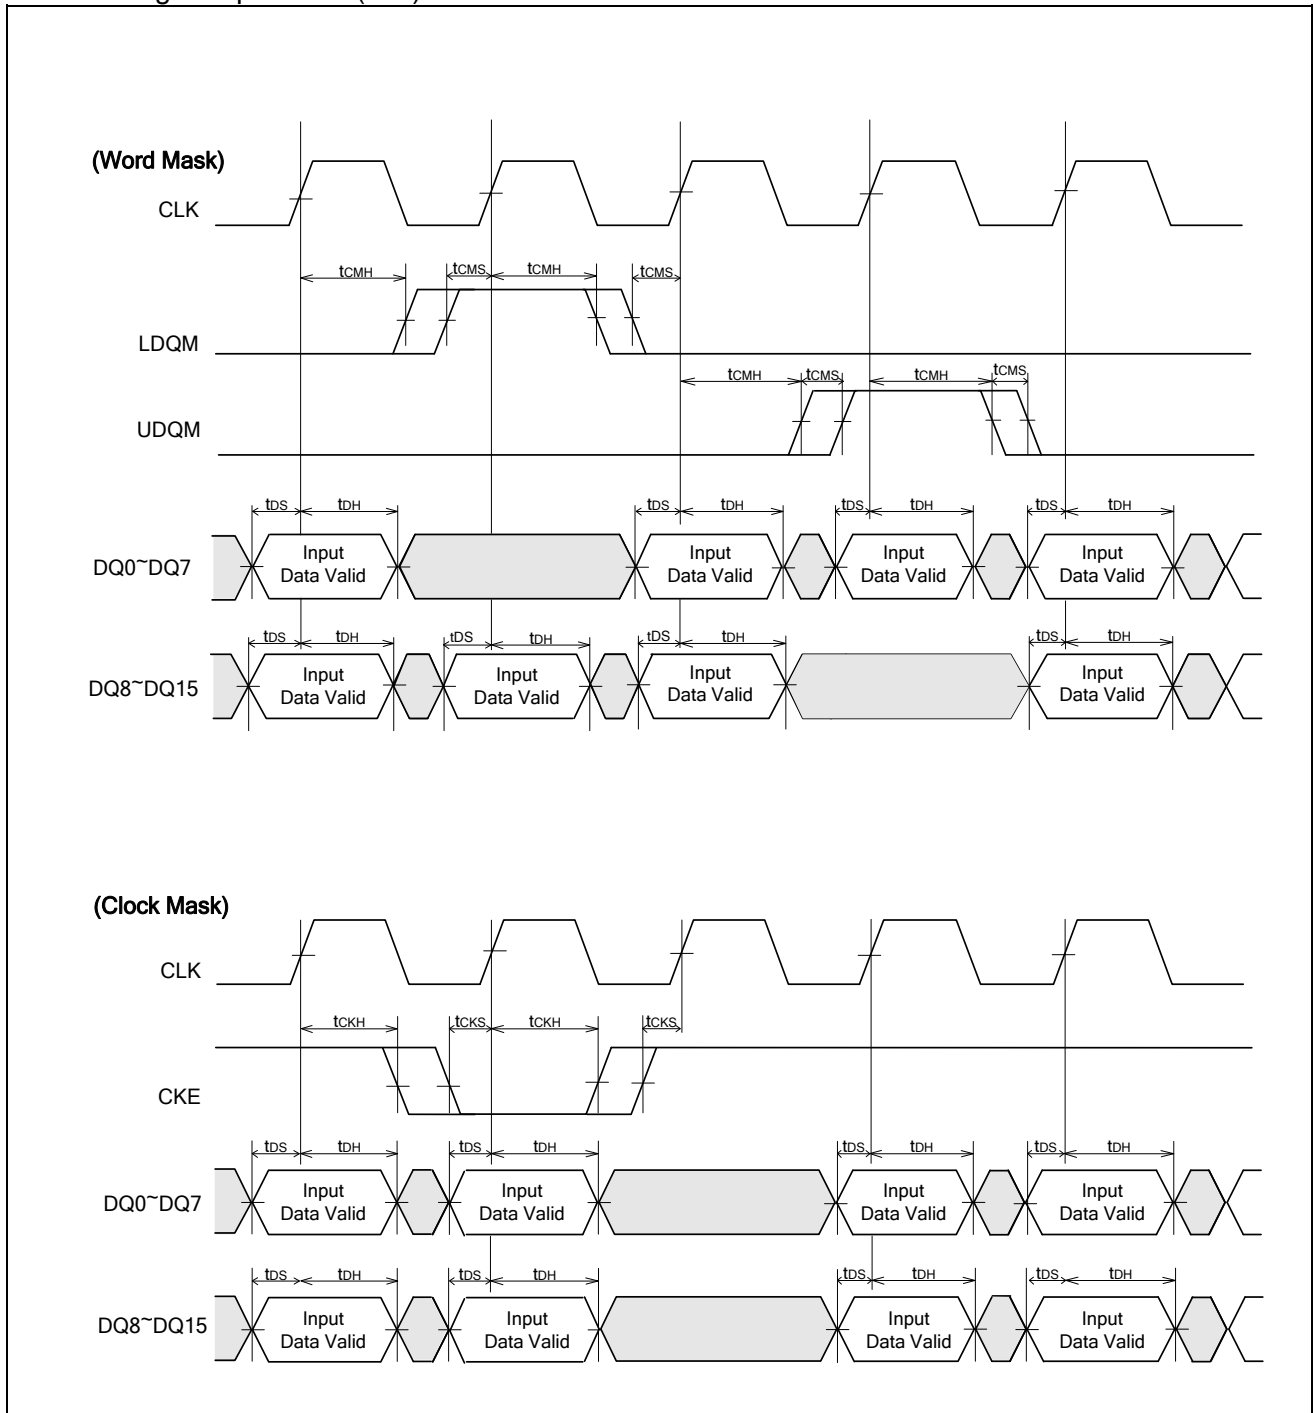 (Word Mask)
CLK
tCMH tCMS tCMH tCMS
LDQM
tCMH tCMS tCMH tCMS
UDQM
tDS tDH tDS tDH tDS tDH tDS tDH
DQ0~DQ7
Input Data Valid
Input Data Valid
Input Data Valid
Input Data Valid
tDS tDH tDS tDH tDS tDH tDS tDH
DQ8~DQ15
Input Data Valid
Input Data Valid
Input Data Valid
Input Data Valid
(Clock Mask)
CLK
tCKH tCKS tCKH tCKS
CKE
tDS tDH tDS tDH tDS tDH tDS tDH
DQ0~DQ7
Input Data Valid
Input Data Valid
Input Data Valid
Input Data Valid
tDS tDH tDS tDH tDS tDH tDS tDH
DQ8~DQ15
Input Data Valid
Input Data Valid
Input Data Valid
Input Data Valid